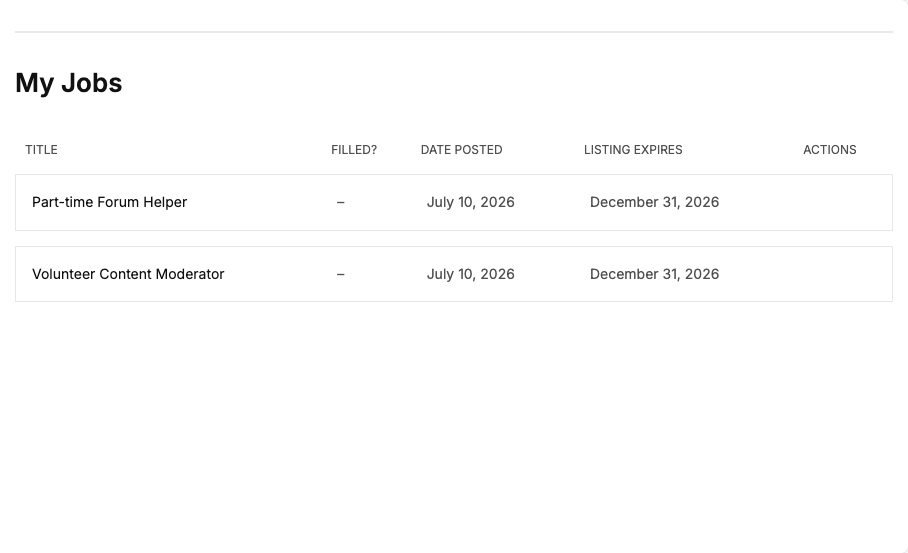 My Jobs
TITLE FILLED? DATE POSTED LISTING EXPIRES ACTIONS
Part-time Forum Helper – July 10, 2026 December 31, 2026
Volunteer Content Moderator – July 10, 2026 December 31, 2026